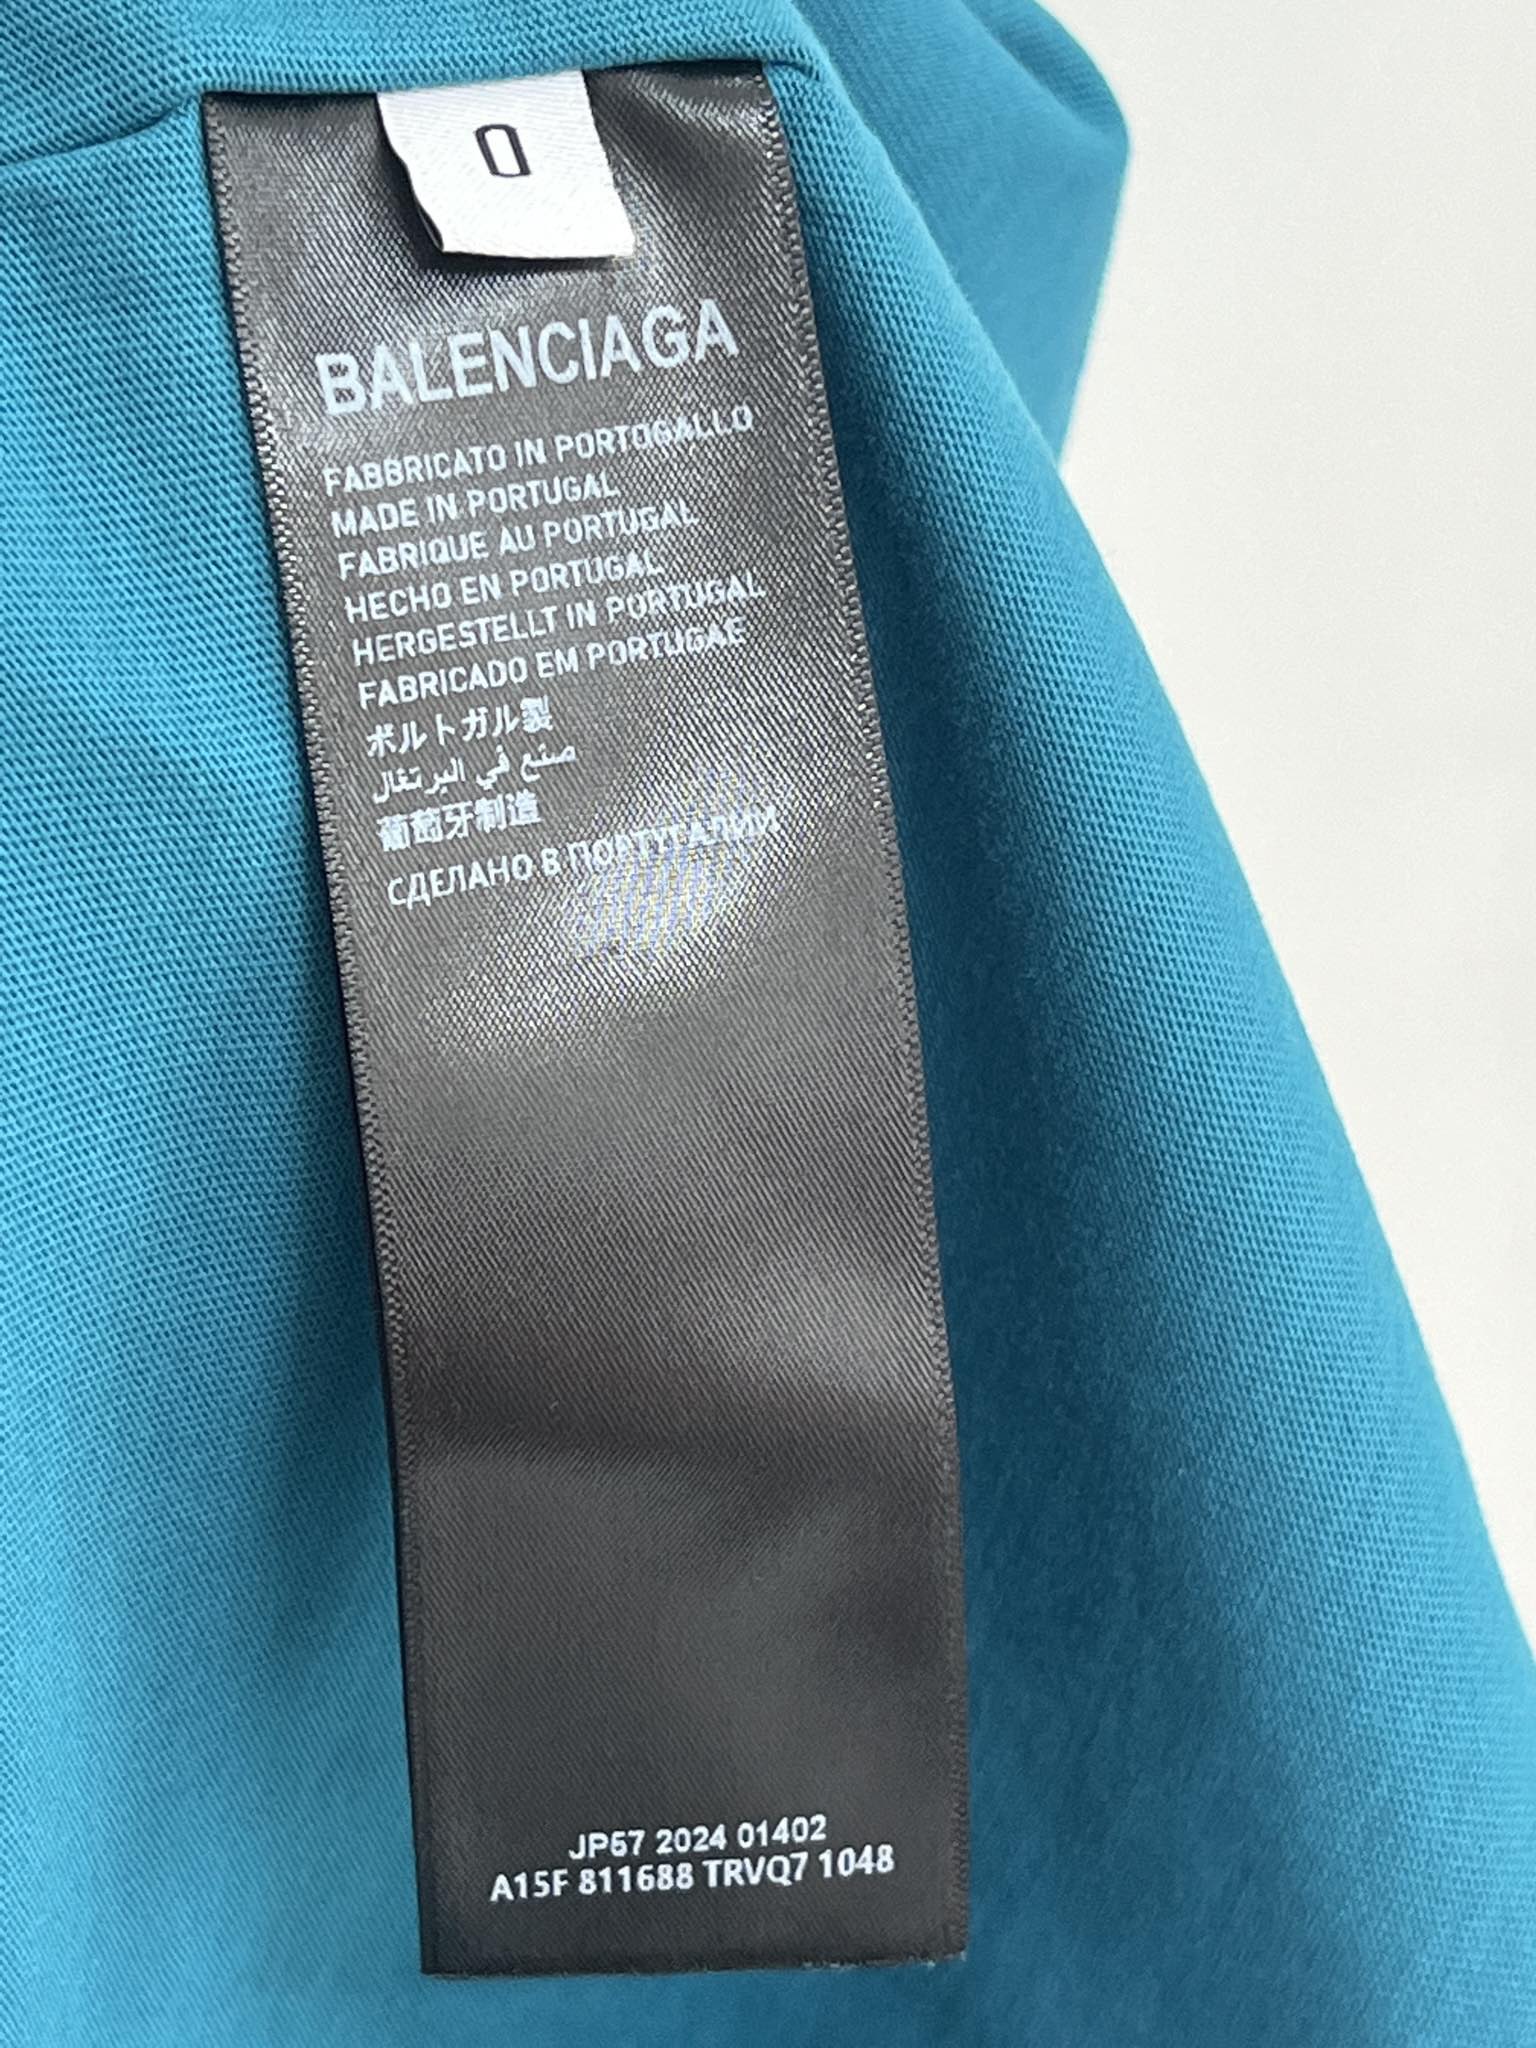 0
BALENCIAGA
FABBRICATO IN PORTOGALLO
MADE IN PORTUGAL
FABRIQUE AU PORTUGAL
HECHO EN PORTUGAL
HERGESTELLT IN PORTUGAL
FABRICADO EM PORTUGAE
ポルトガル製
صنع في البرتغال
葡萄牙制造
СДЕЛАНО В ПОРТУГАЛИИ
JP57 2024 01402
A15F 811688 TRVQ7 1048